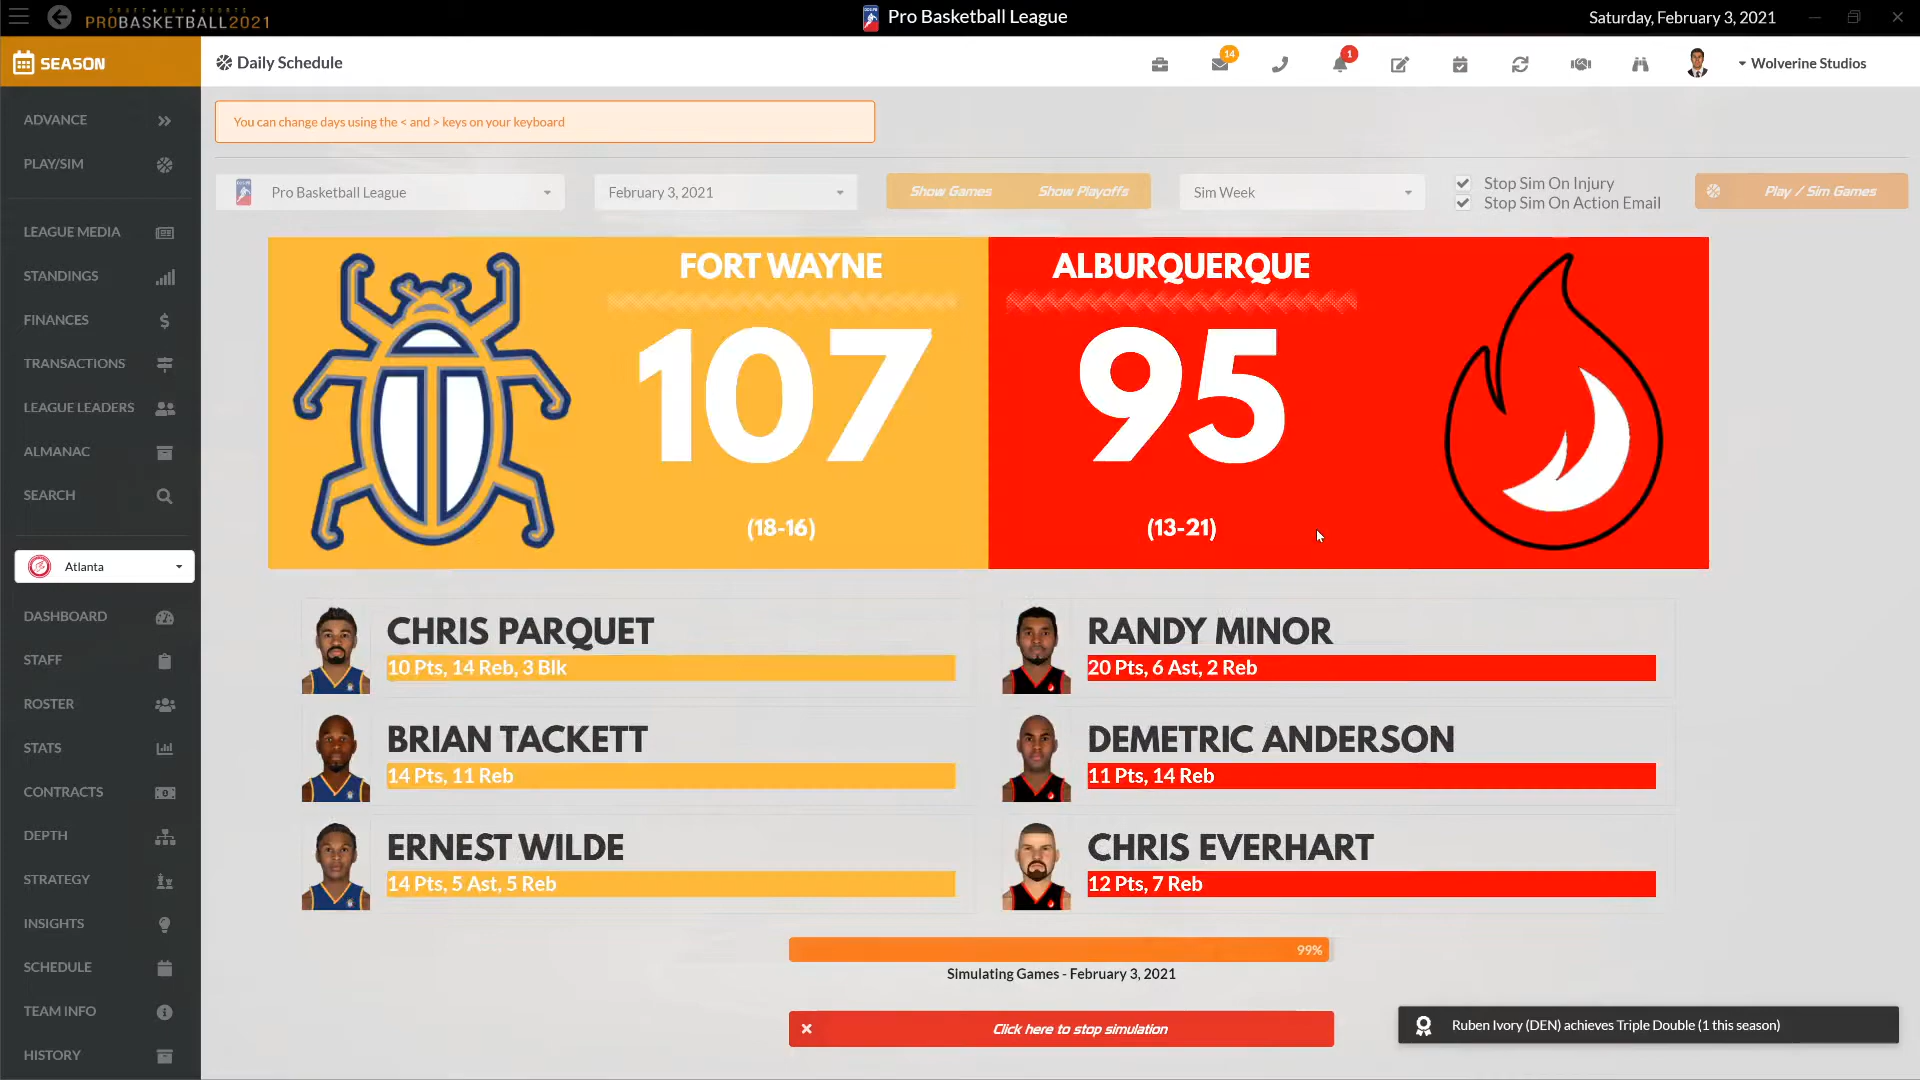 DRAFT • DAY • SPORTS
PROBASKETBALL2021
Pro Basketball League
Saturday, February 3, 2021
SEASON
Daily Schedule
14
1
Wolverine Studios
ADVANCE
PLAY/SIM
LEAGUE MEDIA
STANDINGS
FINANCES
TRANSACTIONS
LEAGUE LEADERS
ALMANAC
SEARCH
Atlanta
DASHBOARD
STAFF
ROSTER
STATS
CONTRACTS
DEPTH
STRATEGY
INSIGHTS
SCHEDULE
TEAM INFO
HISTORY
You can change days using the < and > keys on your keyboard
Pro Basketball League
February 3, 2021
Show Games
Show Playoffs
Sim Week
Stop Sim On Injury
Stop Sim On Action Email
Play / Sim Games
FORT WAYNE
107
(18-16)
ALBURQUERQUE
95
(13-21)
CHRIS PARQUET
10 Pts, 14 Reb, 3 Blk
BRIAN TACKETT
14 Pts, 11 Reb
ERNEST WILDE
14 Pts, 5 Ast, 5 Reb
RANDY MINOR
20 Pts, 6 Ast, 2 Reb
DEMETRIC ANDERSON
11 Pts, 14 Reb
CHRIS EVERHART
12 Pts, 7 Reb
99%
Simulating Games - February 3, 2021
Click here to stop simulation
Ruben Ivory (DEN) achieves Triple Double (1 this season)